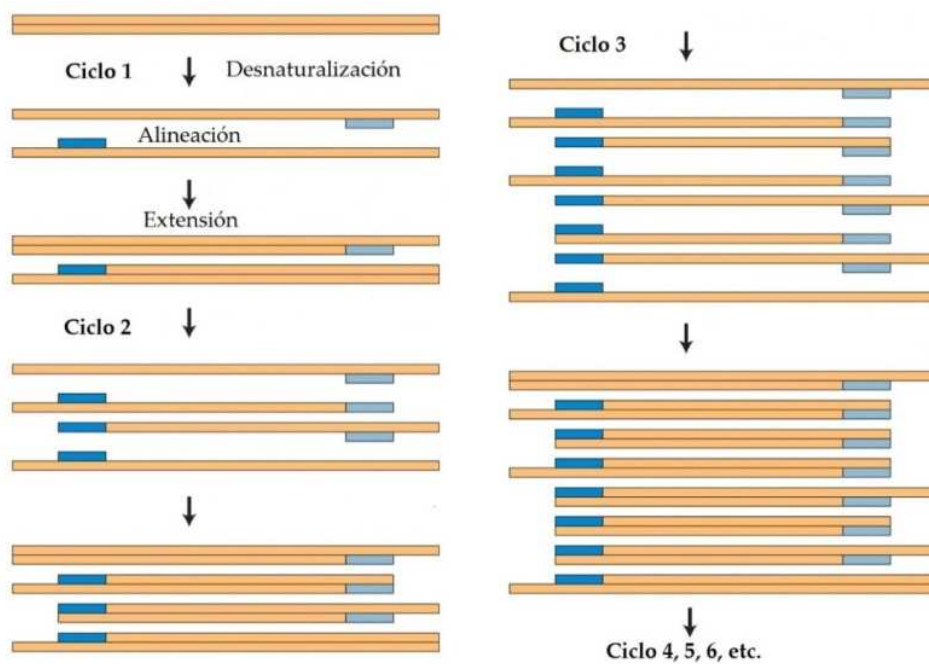 Ciclo 1
Desnaturalización
Alineación
Extensión
Ciclo 2
Ciclo 3
Ciclo 4, 5, 6, etc.